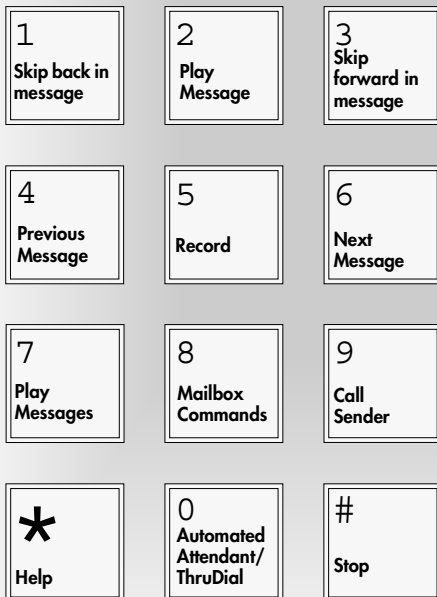 1
Skip back in
message
2
Play
Message
3
Skip
forward in
message
4
Previous
Message
5
Record
6
Next
Message
7
Play
Messages
8
Mailbox
Commands
9
Call
Sender
*
Help
0
Automated
Attendant/
ThruDial
#
Stop